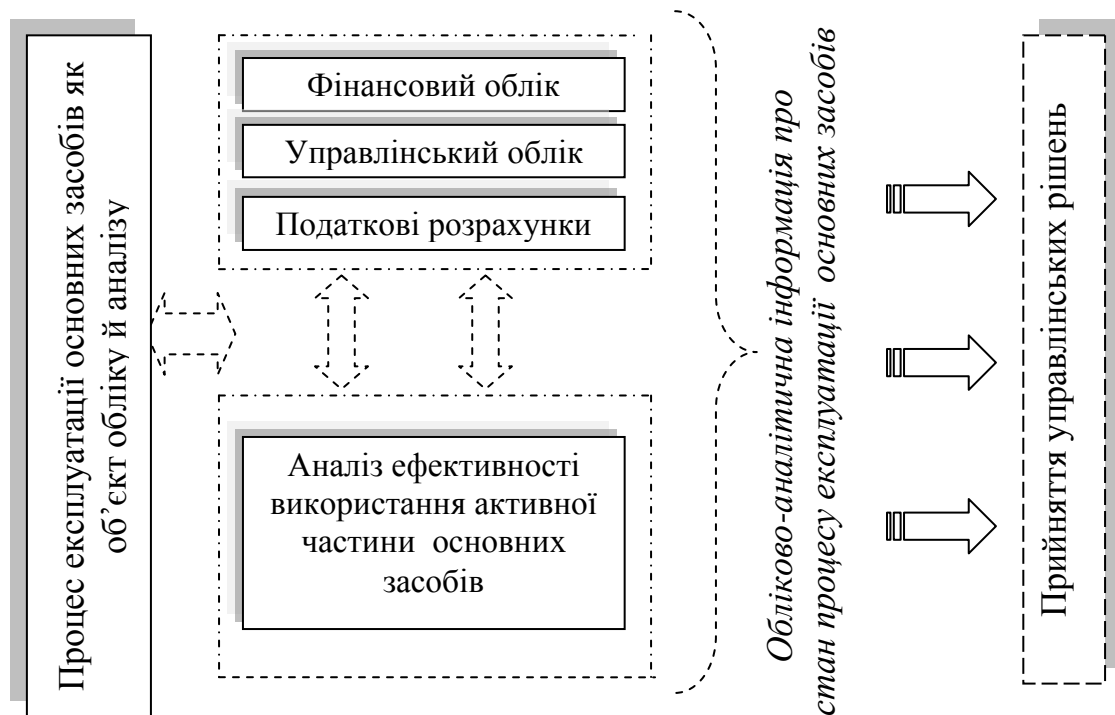 Процес експлуатації основних засобів як
об’єкт обліку й аналізу
Фінансовий облік
Управлінський облік
Податкові розрахунки
Аналіз ефективності
використання активної
частини основних
засобів
Обліково-аналітична інформація про
стан процесу експлуатації основних засобів
Прийняття управлінських рішень